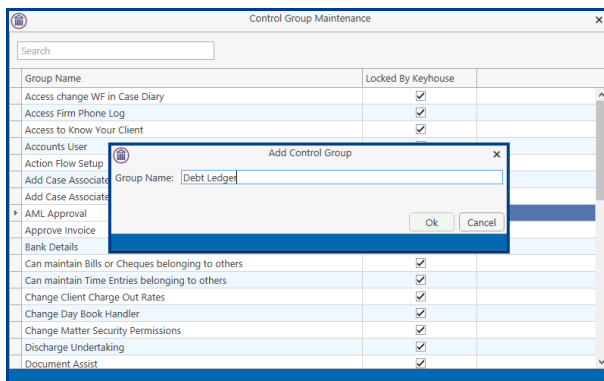 Control Group Maintenance
Search
Group Name Locked By Keyhouse
Access change WF in Case Diary
Access Firm Phone Log
Access to Know Your Client
Accounts User
Action Flow Setup
Add Case Associate
Add Case Associate
AML Approval
Approve Invoice
Bank Details
Add Control Group
Group Name: Debt Ledger
Ok Cancel
Can maintain Bills or Cheques belonging to others
Can maintain Time Entries belonging to others
Change Client Charge Out Rates
Change Day Book Handler
Change Matter Security Permissions
Discharge Undertaking
Document Assist